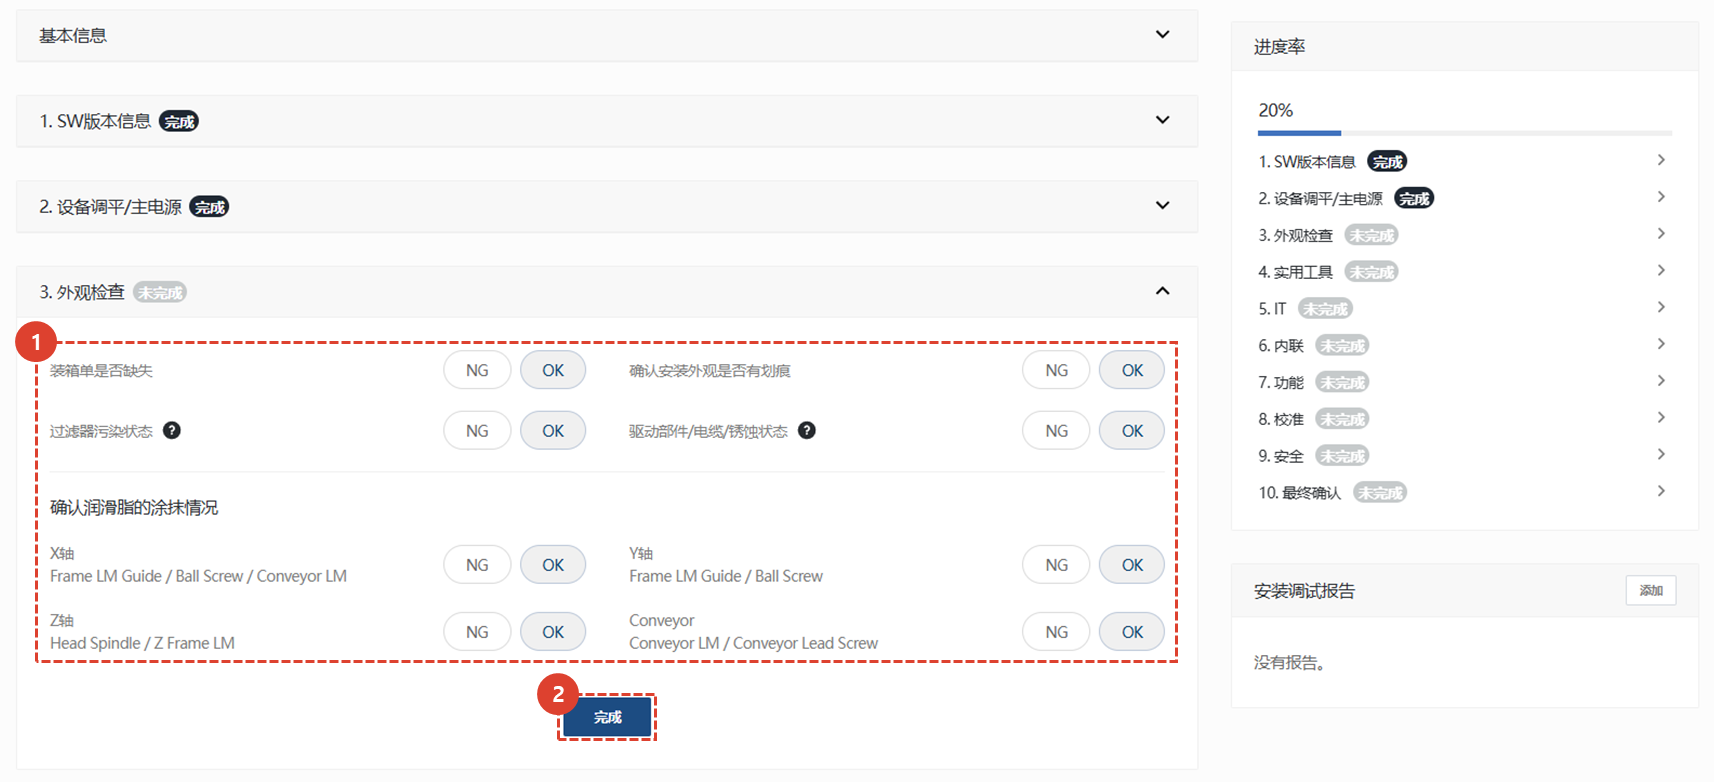 基本信息
1. SW版本信息 完成
2. 设备调平/主电源 完成
3. 外观检查 未完成
1
装箱单是否缺失 NG OK 确认安装外观是否有划痕 NG OK
过滤器污染状态 ? NG OK 驱动部件/电缆/锈蚀状态 ? NG OK
确认润滑脂的涂抹情况
X轴 NG OK Y轴 NG OK
Frame LM Guide / Ball Screw / Conveyor LM Frame LM Guide / Ball Screw
Z轴 NG OK Conveyor NG OK
Head Spindle / Z Frame LM Conveyor LM / Conveyor Lead Screw
2
完成
进度率
20%
1. SW版本信息 完成
2. 设备调平/主电源 完成
3. 外观检查 未完成
4. 实用工具 未完成
5. IT 未完成
6. 内联 未完成
7. 功能 未完成
8. 校准 未完成
9. 安全 未完成
10. 最终确认 未完成
安装调试报告 添加
没有报告。